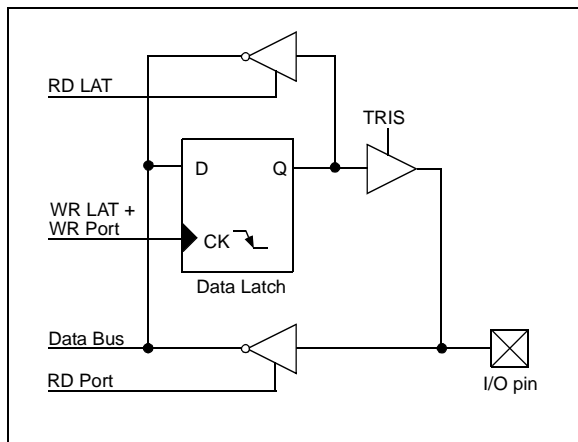 RD LAT
TRIS
D
Q
WR LAT +
WR Port
CK
Data Latch
Data Bus
RD Port
I/O pin